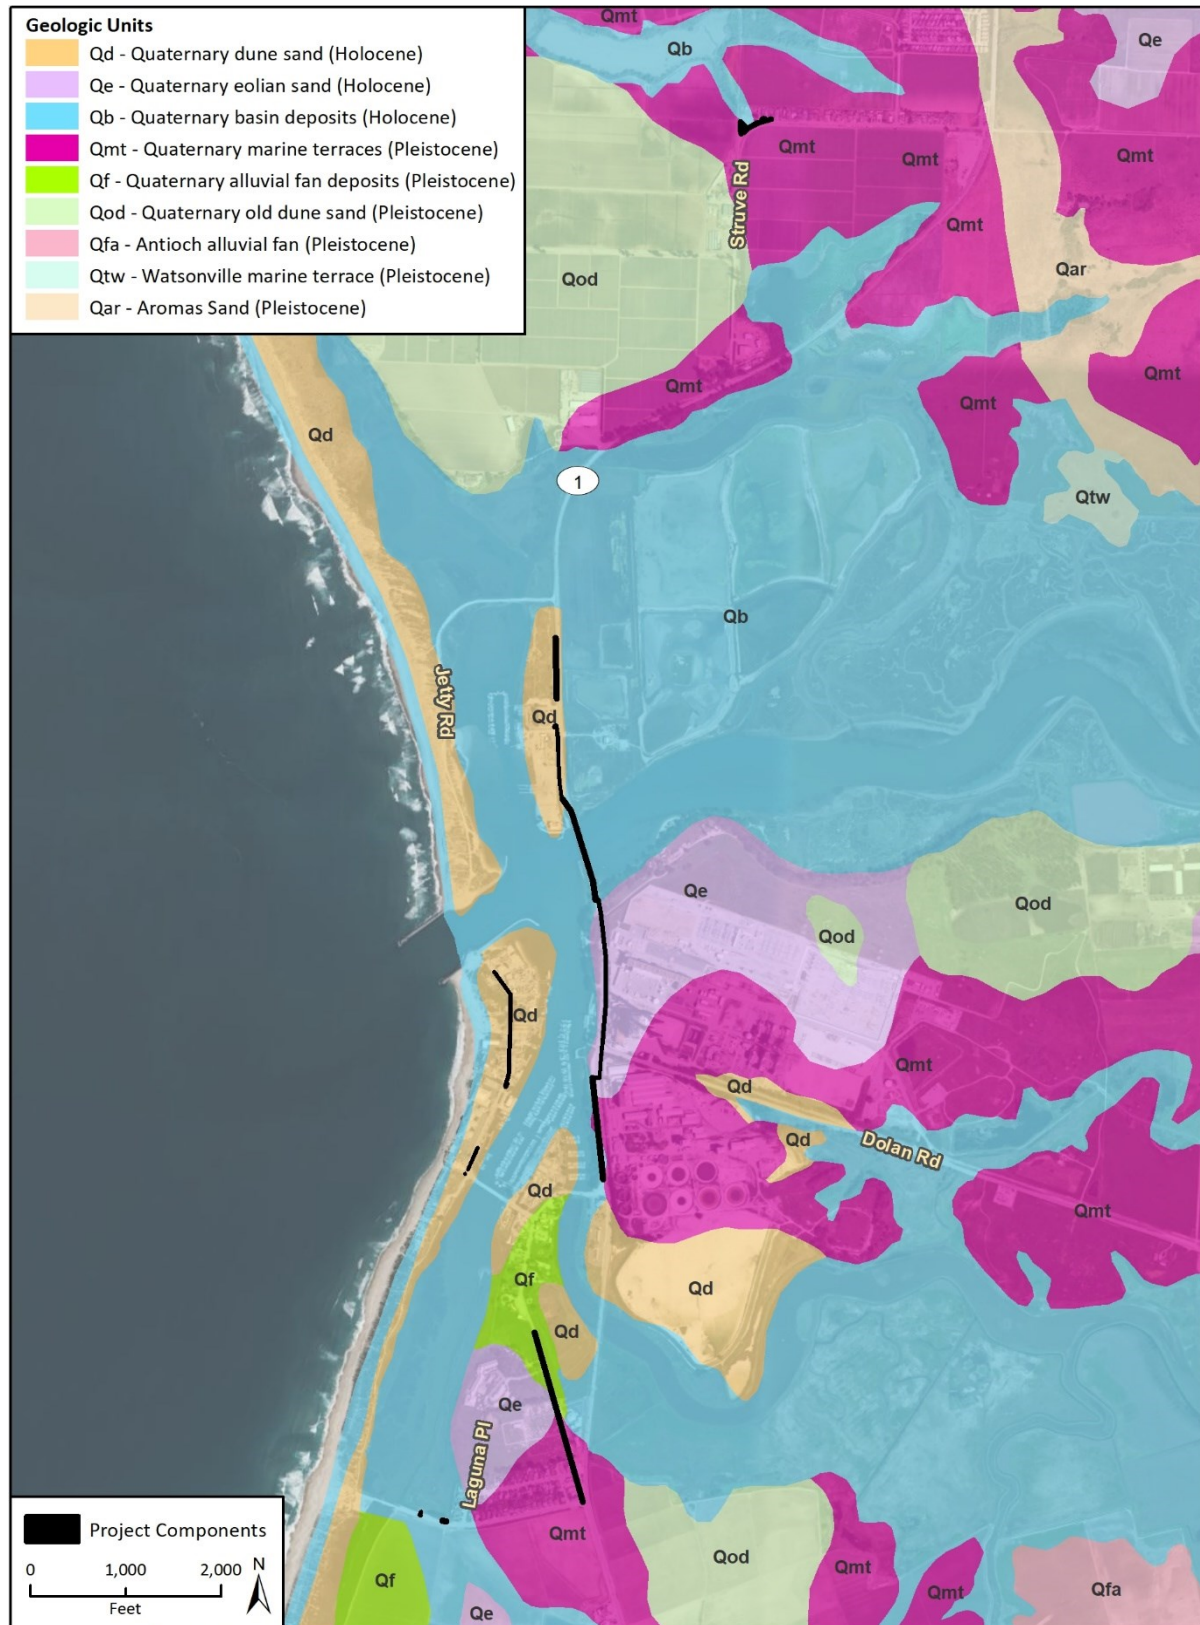 Geologic Units
Qd - Quaternary dune sand (Holocene)
Qe - Quaternary eolian sand (Holocene)
Qb - Quaternary basin deposits (Holocene)
Qmt - Quaternary marine terraces (Pleistocene)
Qf - Quaternary alluvial fan deposits (Pleistocene)
Qod - Quaternary old dune sand (Pleistocene)
Qfa - Antioch alluvial fan (Pleistocene)
Qtw - Watsonville marine terrace (Pleistocene)
Qar - Aromas Sand (Pleistocene)
Qmt
Qb
Qe
Qmt
Qmt
Qmt
Struve Rd
Qmt
Qod
Qar
Qmt
Qmt
Qmt
Qd
1
Qtw
Qb
Jetty Rd
Qd
Qe
Qod
Qod
Qd
Qmt
Qd
Qd
Dolan Rd
Qd
Qmt
Qf
Qd
Qd
Qe
Laguna Pl
Qmt
Qod
Qmt
Qf
Qmt
Qfa
Qe
Project Components
0 1,000 2,000
Feet
N